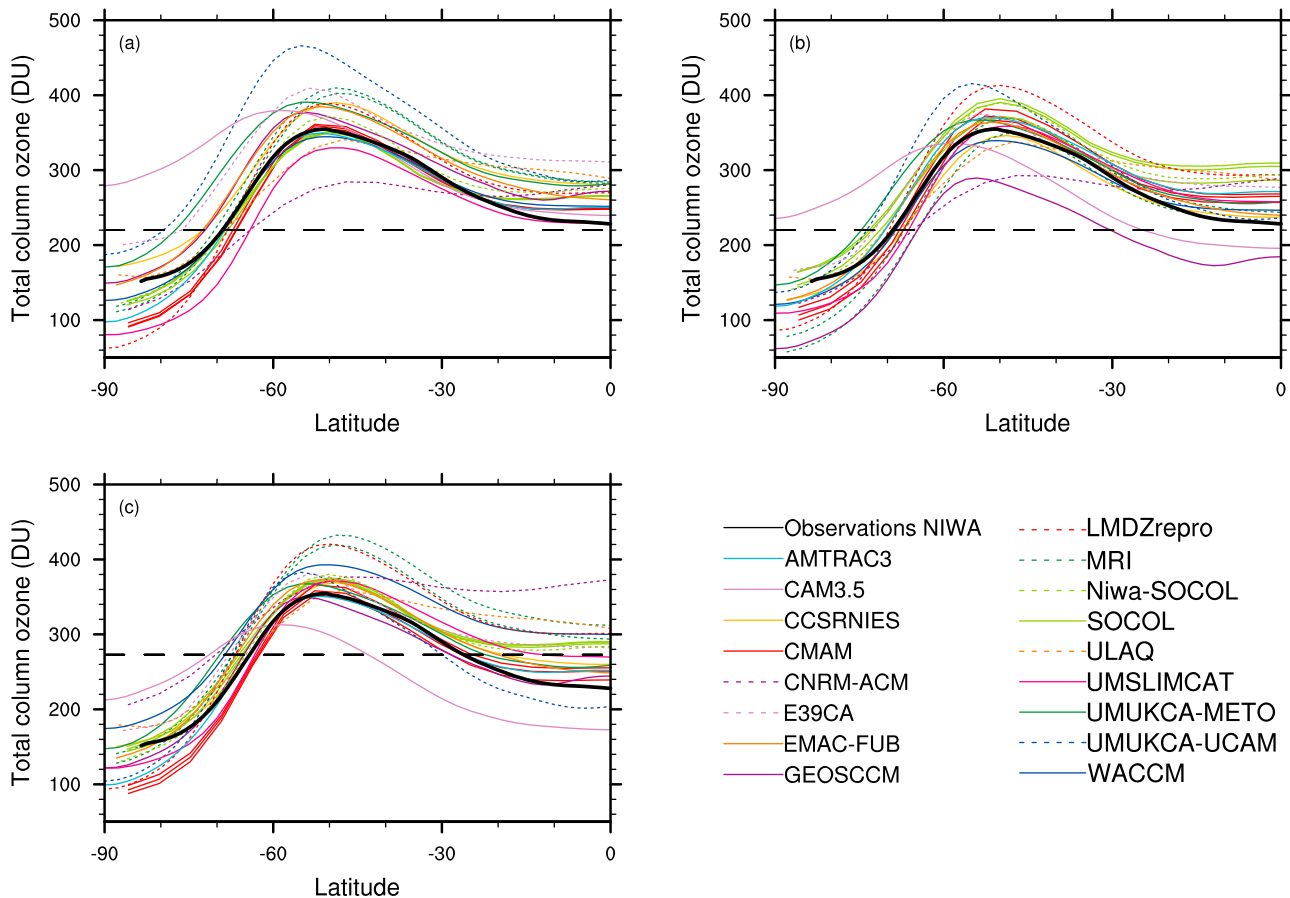 500
400
300
200
100
Total column ozone (DU)
(a)
-90
-60
-30
0
Latitude
500
400
300
200
100
Total column ozone (DU)
(b)
-90
-60
-30
0
Latitude
500
400
300
200
100
Total column ozone (DU)
(c)
-90
-60
-30
0
Latitude
Observations NIWA
AMTRAC3
CAM3.5
CCSRNIES
CMAM
CNRM-ACM
E39CA
EMAC-FUB
GEOSCCM
LMDZrepro
MRI
Niwa-SOCOL
SOCOL
ULAQ
UMSLIMCAT
UMUKCA-METO
UMUKCA-UCAM
WACCM